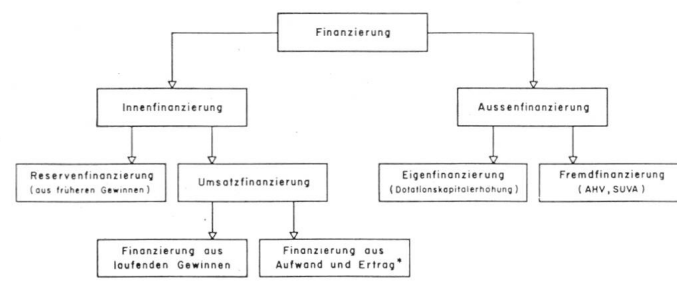 Finanzierung
Innenfinanzierung
Aussenfinanzierung
Reservenfinanzierung
(aus früheren Gewinnen)
Umsatzfinanzierung
Eigenfinanzierung
(Dotationskapitalerhöhung)
Fremdfinanzierung
(AHV, SUVA)
Finanzierung aus
laufenden Gewinnen
Finanzierung aus
Aufwand und Ertrag*